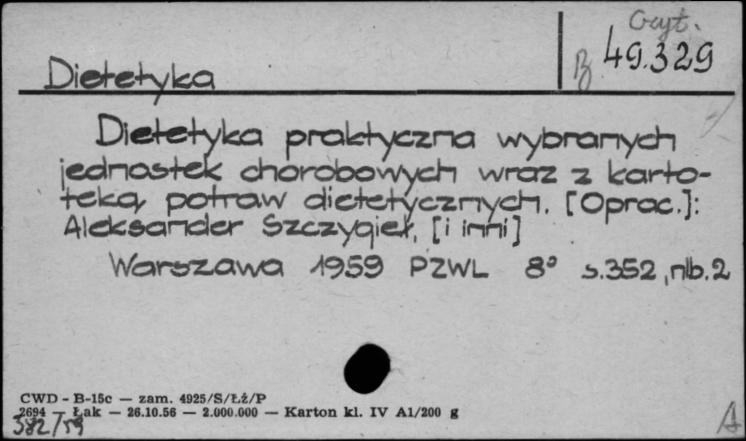 Czyt.
B 49.329
Dietetyka
Dietetyka praktyczna wybranych
jednostek chorobowych wraz z karto-
teką potraw dietetycznych. [Oprac.]:
Aleksander Szczygieł, [i inni]
Warszawa 1959 PZWL 8° s.352, nlb.2
CWD - B-15c — zam. 4925/S/Łż/P
2694 — Łak — 26.10.56 — 2.000.000 — Karton kl. IV A1/200 g
382/59
A